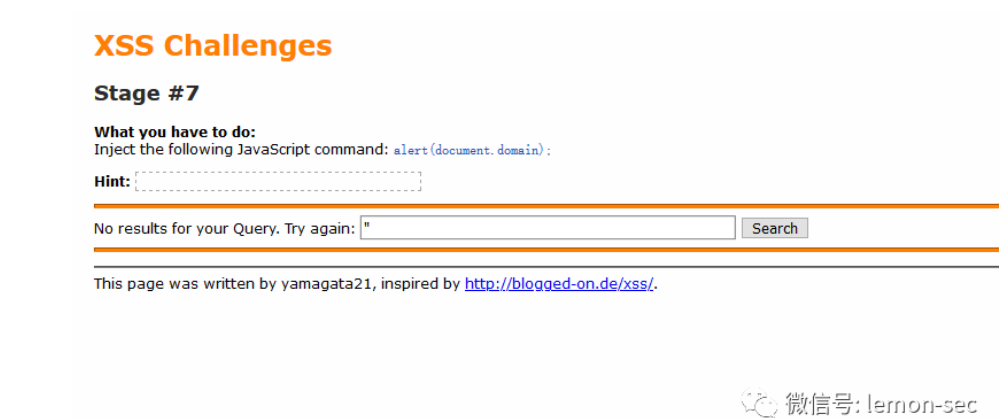 XSS Challenges
Stage #7
What you have to do:
Inject the following JavaScript command: alert(document.domain);
Hint:
No results for your Query. Try again: " Search
This page was written by yamagata21, inspired by http://blogged-on.de/xss/.
微信号: lemon-sec